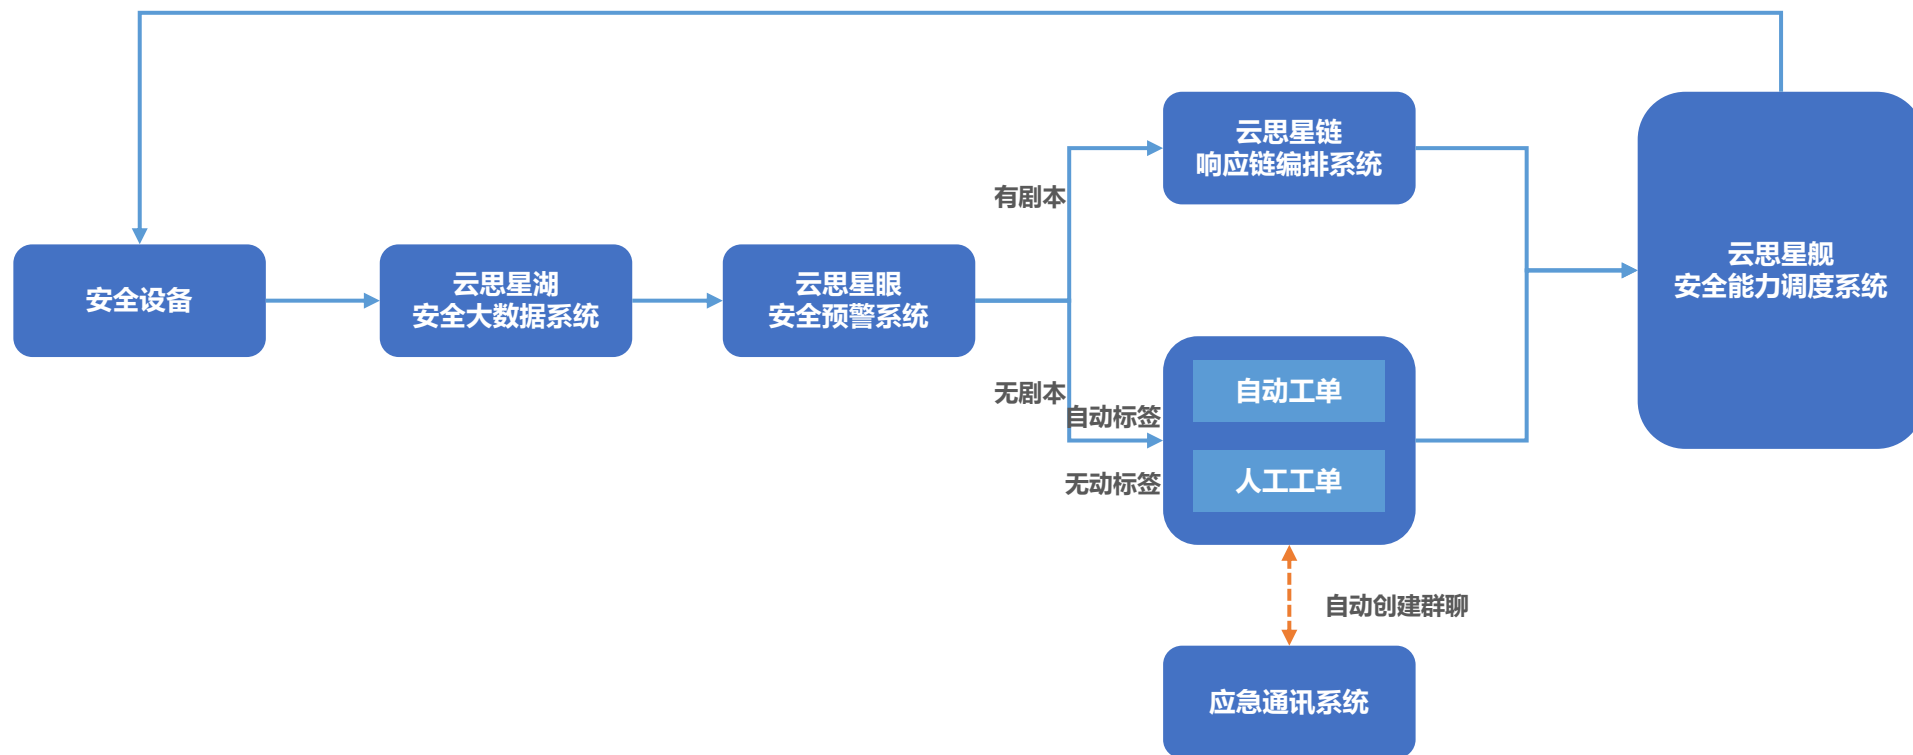 云思星链
响应链编排系统
有剧本
安全设备
云思星湖
安全大数据系统
云思星眼
安全预警系统
云思星舰
安全能力调度系统
无剧本
自动标签
自动工单
无动标签
人工工单
自动创建群聊
应急通讯系统